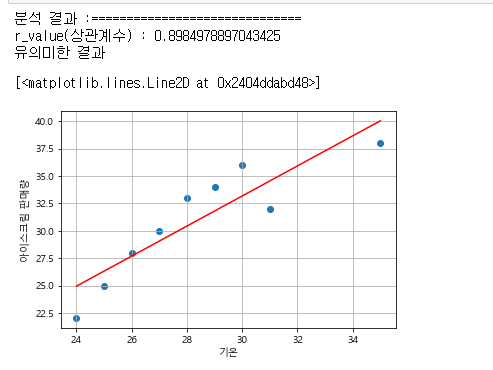 분석 결과 :==============================
r_value(상관계수) : 0.8984978897043425
유의미한 결과
[<matplotlib.lines.Line2D at 0x2404ddabd48>]
40.0
37.5
35.0
32.5
30.0
27.5
25.0
22.5
아이스크림 판매량
24 26 28 30 32 34
기온